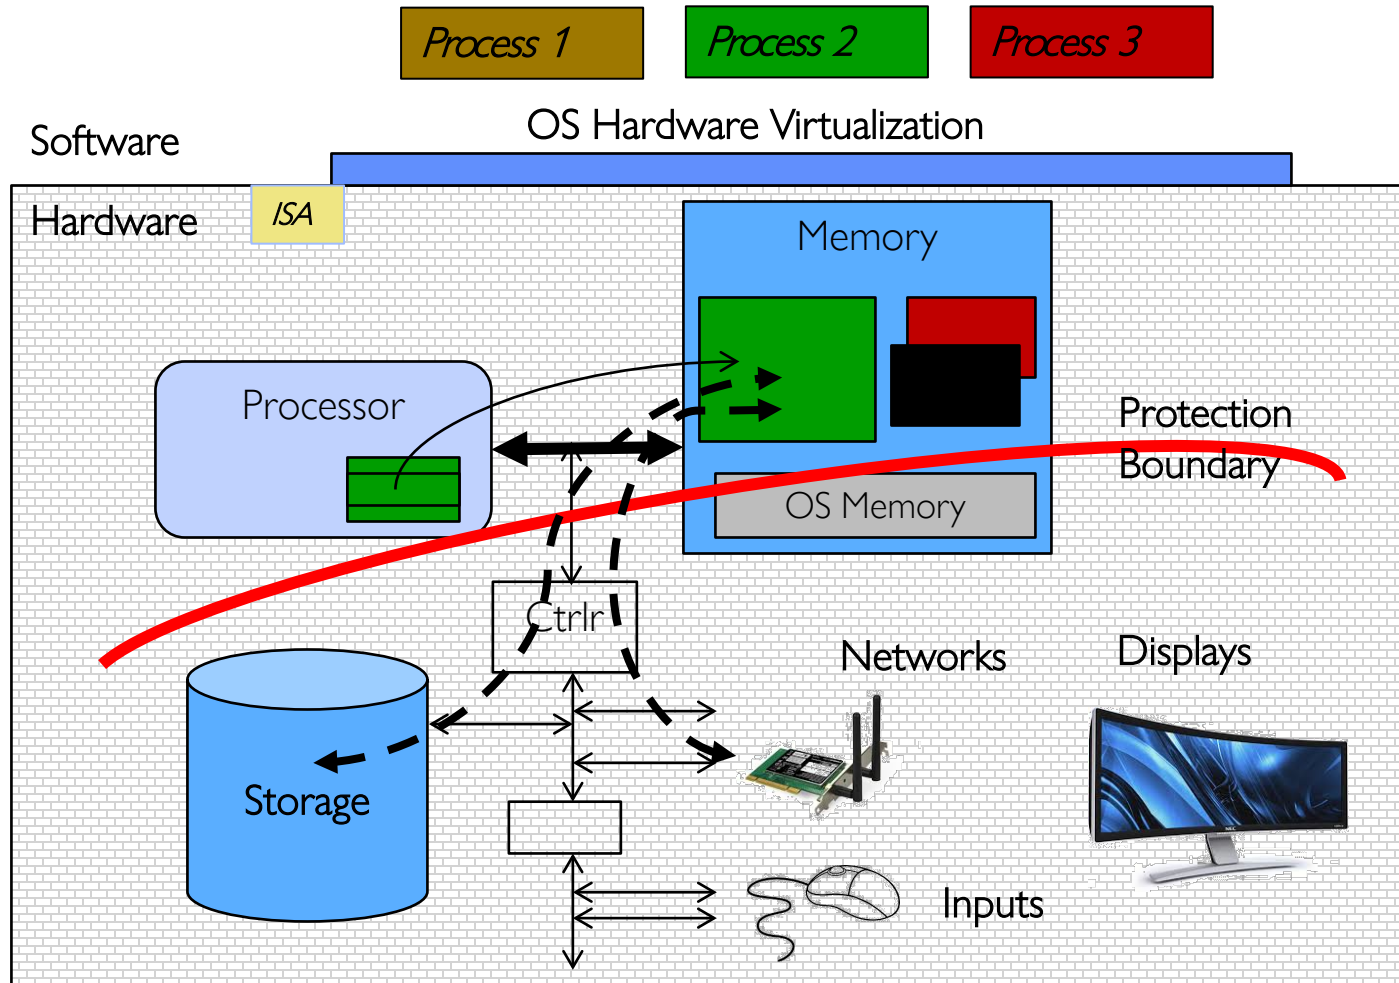 Process 1
Process 2
Process 3
OS Hardware Virtualization
Software
Hardware
ISA
Memory
Processor
Protection
Boundary
OS Memory
Ctrlr
Networks
Displays
Storage
Inputs